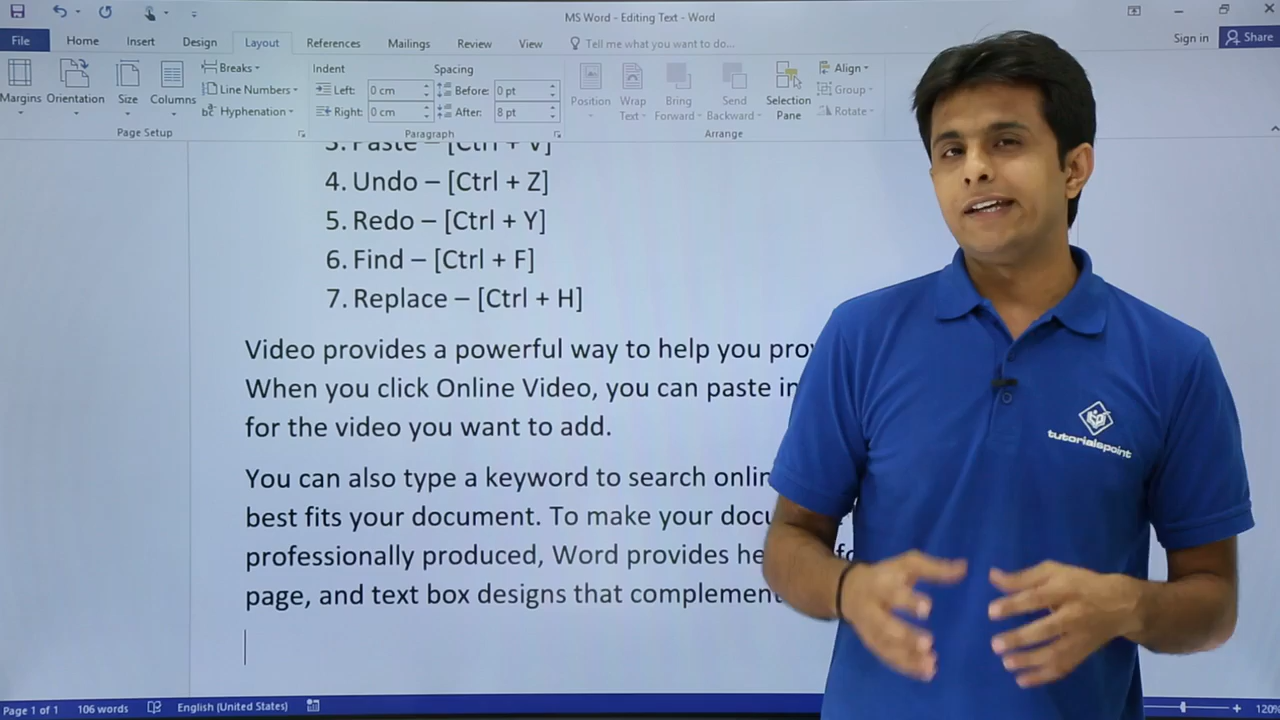 MS Word - Editing Text - Word
File Home Insert Design Layout References Mailings Review View Tell me what you want to do... Sign in Share
Margins Orientation Size Columns
Breaks
Line Numbers
Hyphenation
Page Setup
Indent
Left: 0 cm
Right: 0 cm
Spacing
Before: 0 pt
After: 8 pt
Paragraph
Position Wrap Text Bring Forward Send Backward Selection Pane
Align
Group
Rotate
Arrange
3. Paste – [Ctrl + V]
4. Undo – [Ctrl + Z]
5. Redo – [Ctrl + Y]
6. Find – [Ctrl + F]
7. Replace – [Ctrl + H]
Video provides a powerful way to help you
When you click Online Video, you can paste in
for the video you want to add.
You can also type a keyword to search
best fits your document. To make your
professionally produced, Word provides
page, and text box designs that complement
tutorialspoint
Page 1 of 1 106 words English (United States) 120%